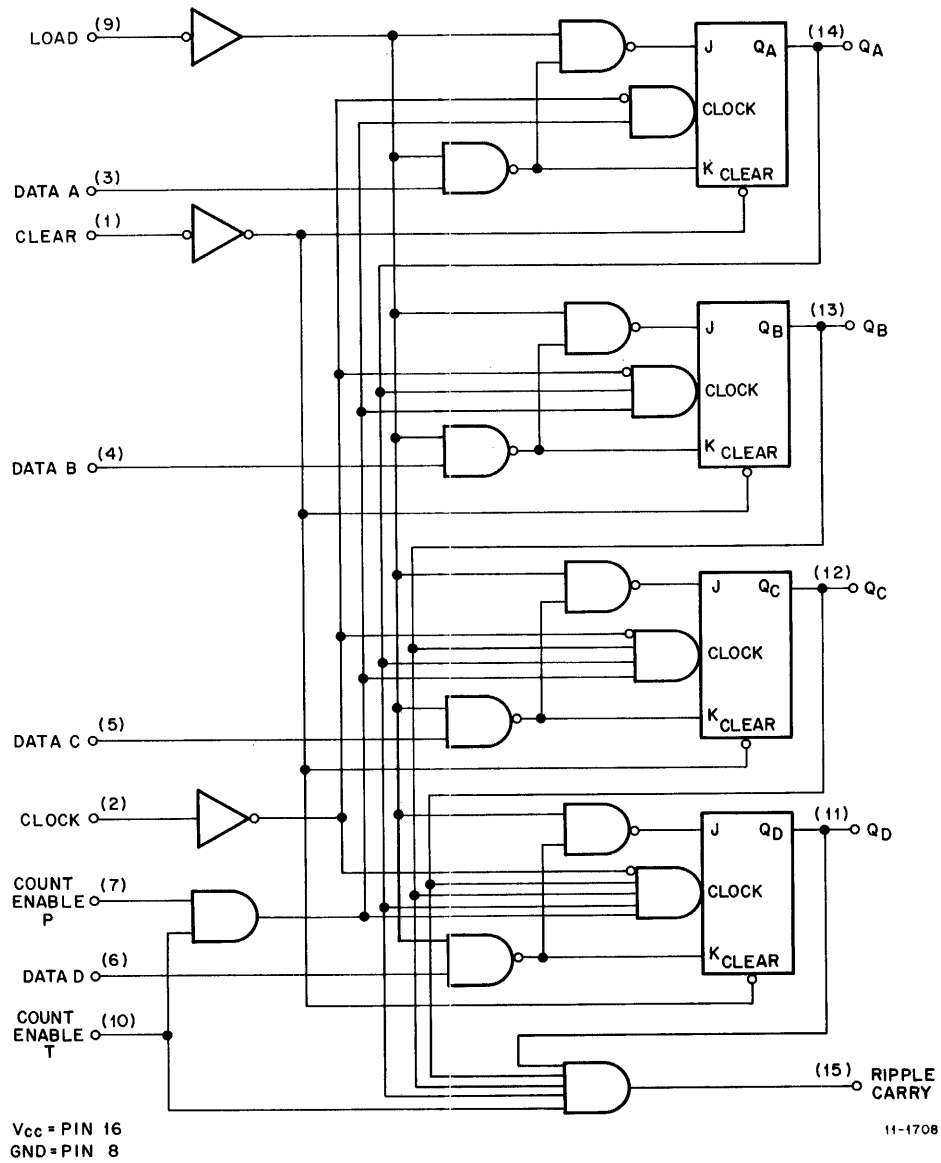 LOAD (9)
DATA A (3)
CLEAR (1)
J QA (14) QA
CLOCK
K CLEAR
DATA B (4)
J QB (13) QB
CLOCK
K CLEAR
DATA C (5)
J QC (12) QC
CLOCK
K CLEAR
CLOCK (2)
COUNT
ENABLE
P
(7)
DATA D (6)
COUNT
ENABLE
T
(10)
J QD (11) QD
CLOCK
K CLEAR
(15) RIPPLE
CARRY
Vcc = PIN 16
GND = PIN 8
11-1708